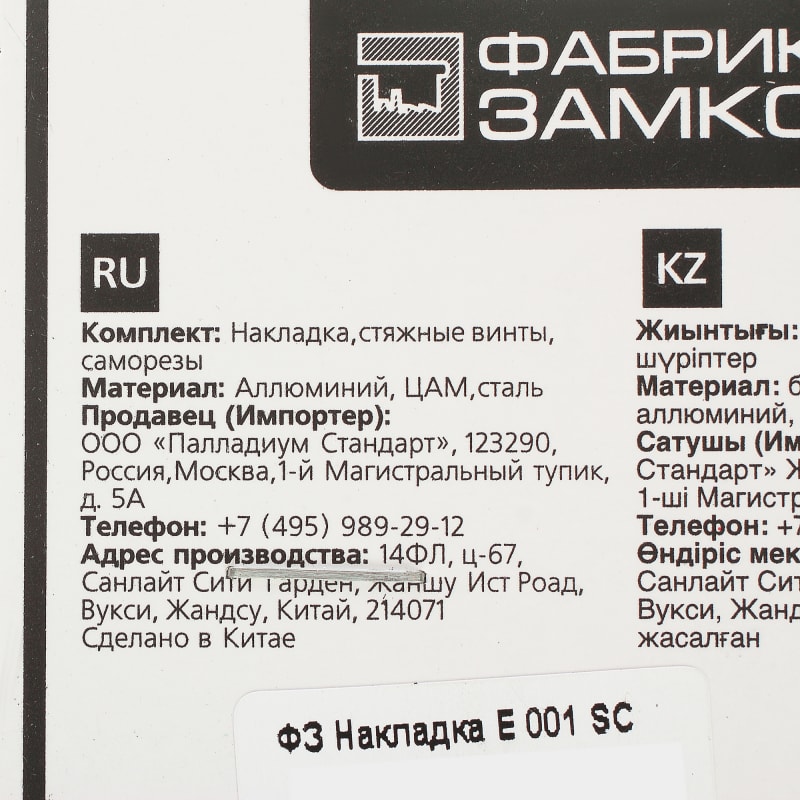 ФАБРИК
ЗАМКО
RU
Комплект: Накладка,стяжные винты,
саморезы
Материал: Аллюминий, ЦАМ,сталь
Продавец (Импортер):
ООО «Палладиум Стандарт», 123290,
Россия,Москва,1-й Магистральный тупик,
д. 5А
Телефон: +7 (495) 989-29-12
Адрес производства: 14ФЛ, ц-67,
Санлайт Сити Гарден, Жаншу Ист Роад,
Вукси, Жандсу, Китай, 214071
Сделано в Китае
KZ
Жиынтығы:
шүріптер
Материал: б
аллюминий,
Сатушы (Им
Стандарт» Ж
1-ші Магистр
Телефон: +7
Өндіріс мек
Санлайт Сит
Вукси, Жанд
жасалған
ФЗ Накладка E 001 SC